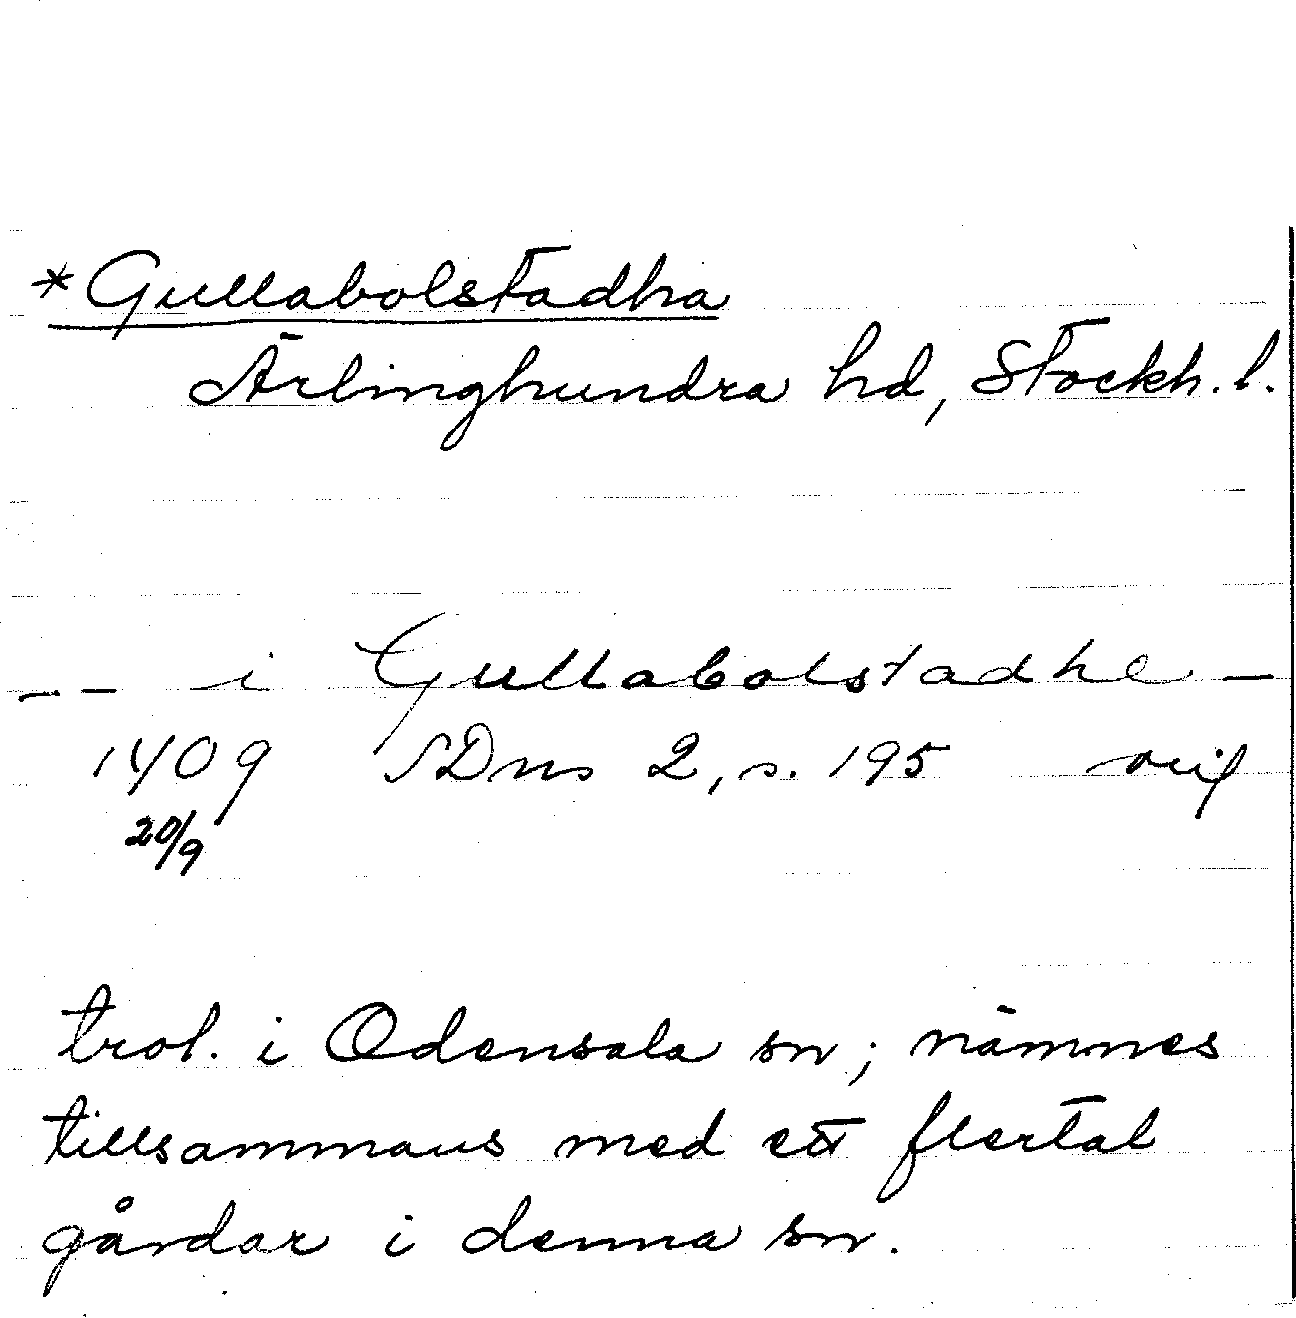 *Gullabolstadha
Ärlinghundra hd, Stockh. l.
-- i Gullabolstadhe -
1409 SDns 2, s. 195 orig
20/9
trol. i Odensala sn; nämnes
tillsammans med ett flertal
gårdar i denna sn.